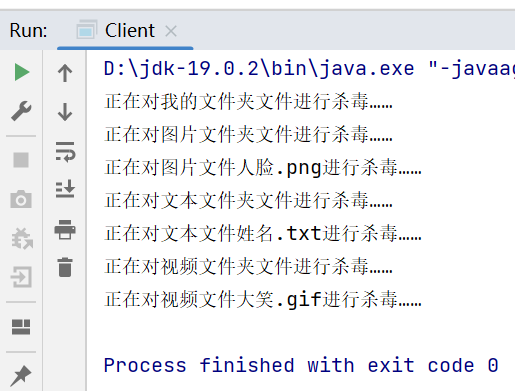 Run: Client
D:\jdk-19.0.2\bin\java.exe "-javaag
正在对我的文件夹文件进行杀毒……
正在对图片文件夹文件进行杀毒……
正在对图片文件人脸.png进行杀毒……
正在对文本文件夹文件进行杀毒……
正在对文本文件姓名.txt进行杀毒……
正在对视频文件夹文件进行杀毒……
正在对视频文件大笑.gif进行杀毒……
Process finished with exit code 0